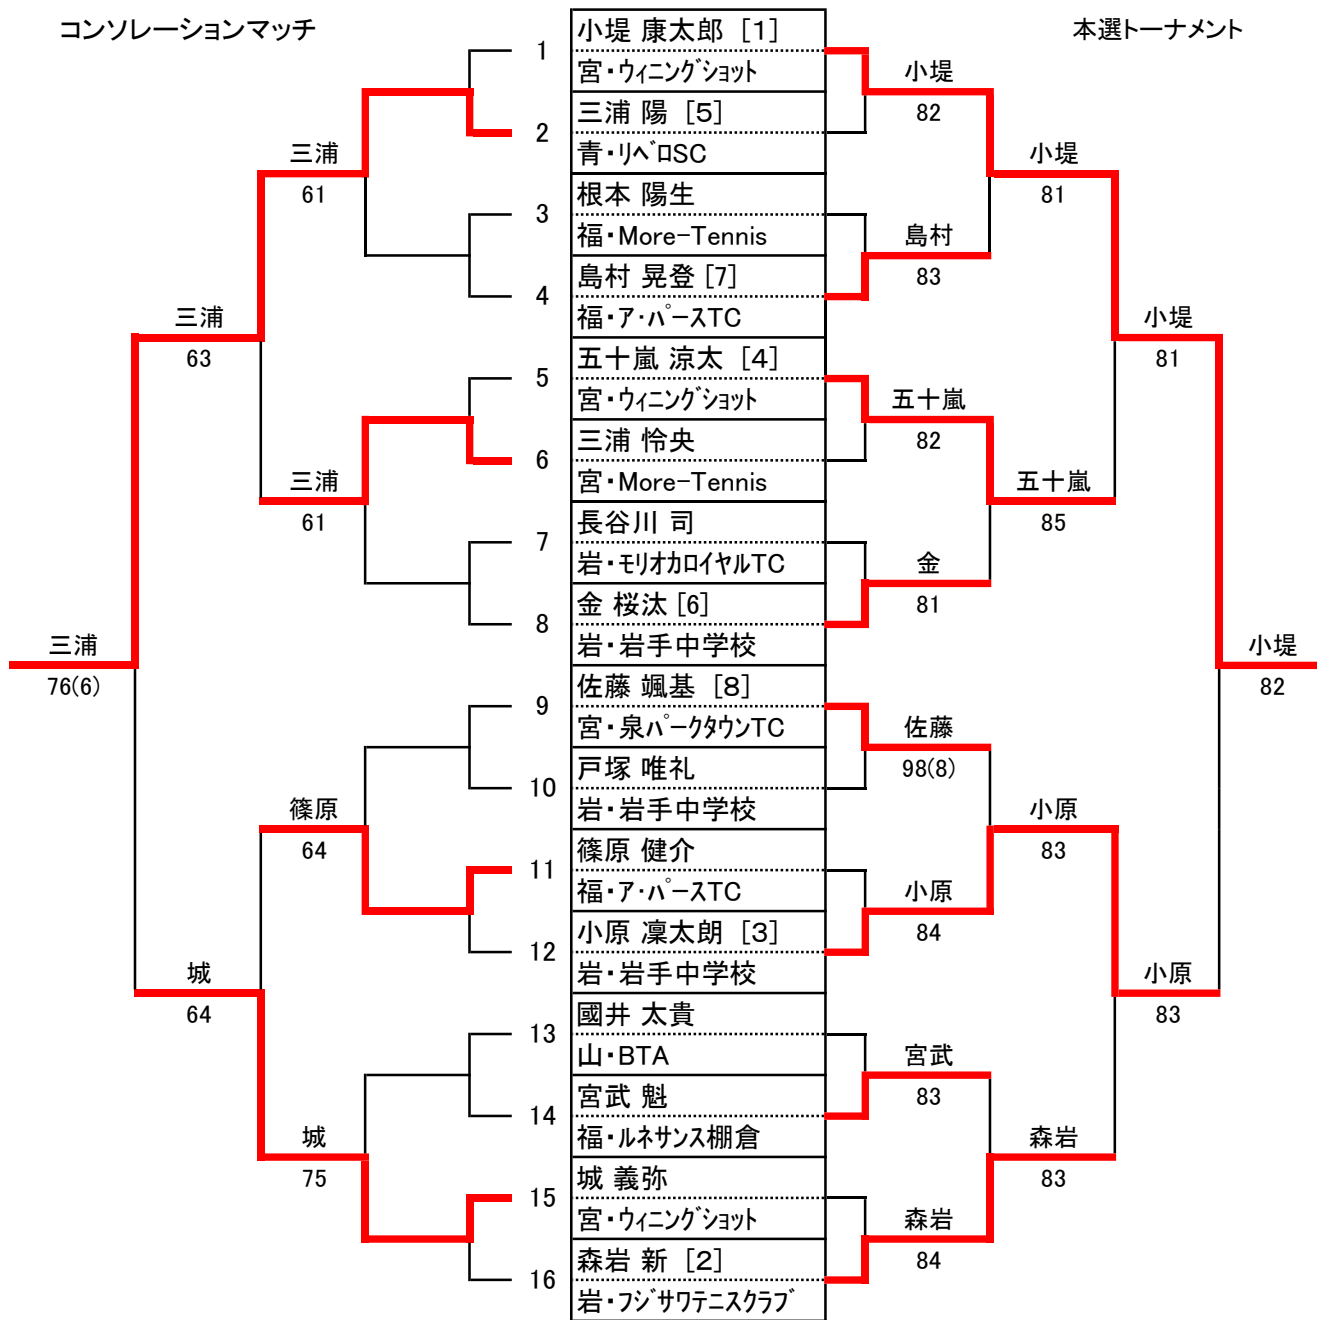 コンソレーションマッチ
本選トーナメント
1
小堤 康太郎 [1]
宮・ウィニングショット
2
三浦 陽 [5]
青・リベロSC
3
根本 陽生
福・More-Tennis
4
島村 晃登 [7]
福・ア・パースTC
5
五十嵐 涼太 [4]
宮・ウィニングショット
6
三浦 怜央
宮・More-Tennis
7
長谷川 司
岩・モリオカロイヤルTC
8
金 桜汰 [6]
岩・岩手中学校
9
佐藤 颯基 [8]
宮・泉パークタウンTC
10
戸塚 唯礼
岩・岩手中学校
11
篠原 健介
福・ア・パースTC
12
小原 凜太朗 [3]
岩・岩手中学校
13
國井 太貴
山・BTA
14
宮武 魁
福・ルネサンス棚倉
15
城 義弥
宮・ウィニングショット
16
森岩 新 [2]
岩・フジサワテニスクラブ
三浦
61
三浦
61
篠原
64
城
75
三浦
63
城
64
三浦
76(6)
小堤
82
島村
83
五十嵐
82
金
81
佐藤
98(8)
小原
84
宮武
83
森岩
84
小堤
81
五十嵐
85
小原
83
森岩
83
小堤
81
小原
83
小堤
82